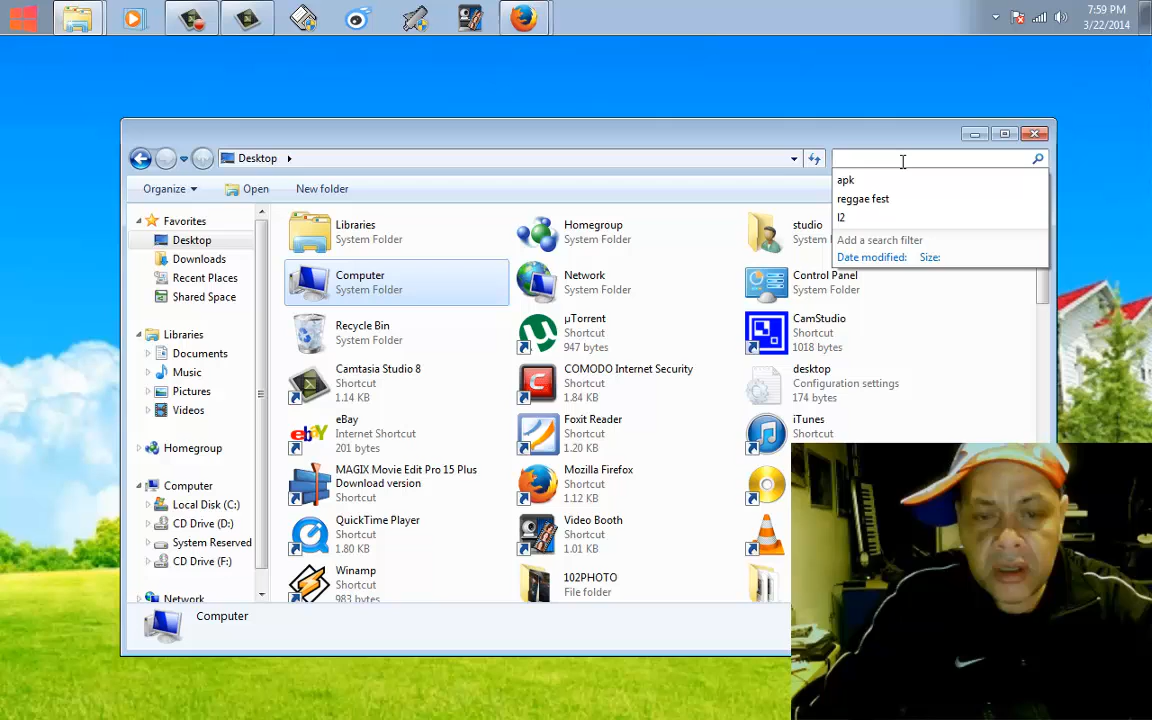 7:59 PM
3/22/2014
Desktop
Organize
Open
New folder
apk
reggae fest
l2
Add a search filter
Date modified:
Size:
Favorites
Desktop
Downloads
Recent Places
Shared Space
Libraries
Documents
Music
Pictures
Videos
Homegroup
Computer
Local Disk (C:)
CD Drive (D:)
System Reserved
CD Drive (F:)
Network
Libraries
System Folder
Homegroup
System Folder
studio
System Fold
Computer
System Folder
Network
System Folder
Control Panel
System Folder
Recycle Bin
System Folder
µTorrent
Shortcut
947 bytes
CamStudio
Shortcut
1018 bytes
Camtasia Studio 8
Shortcut
1.14 KB
COMODO Internet Security
Shortcut
1.84 KB
desktop
Configuration settings
174 bytes
eBay
Internet Shortcut
201 bytes
Foxit Reader
Shortcut
1.20 KB
iTunes
Shortcut
MAGIX Movie Edit Pro 15 Plus
Download version
Shortcut
Mozilla Firefox
Shortcut
1.12 KB
QuickTime Player
Shortcut
1.80 KB
Video Booth
Shortcut
1.01 KB
Winamp
Shortcut
983 bytes
102PHOTO
File folder
Computer